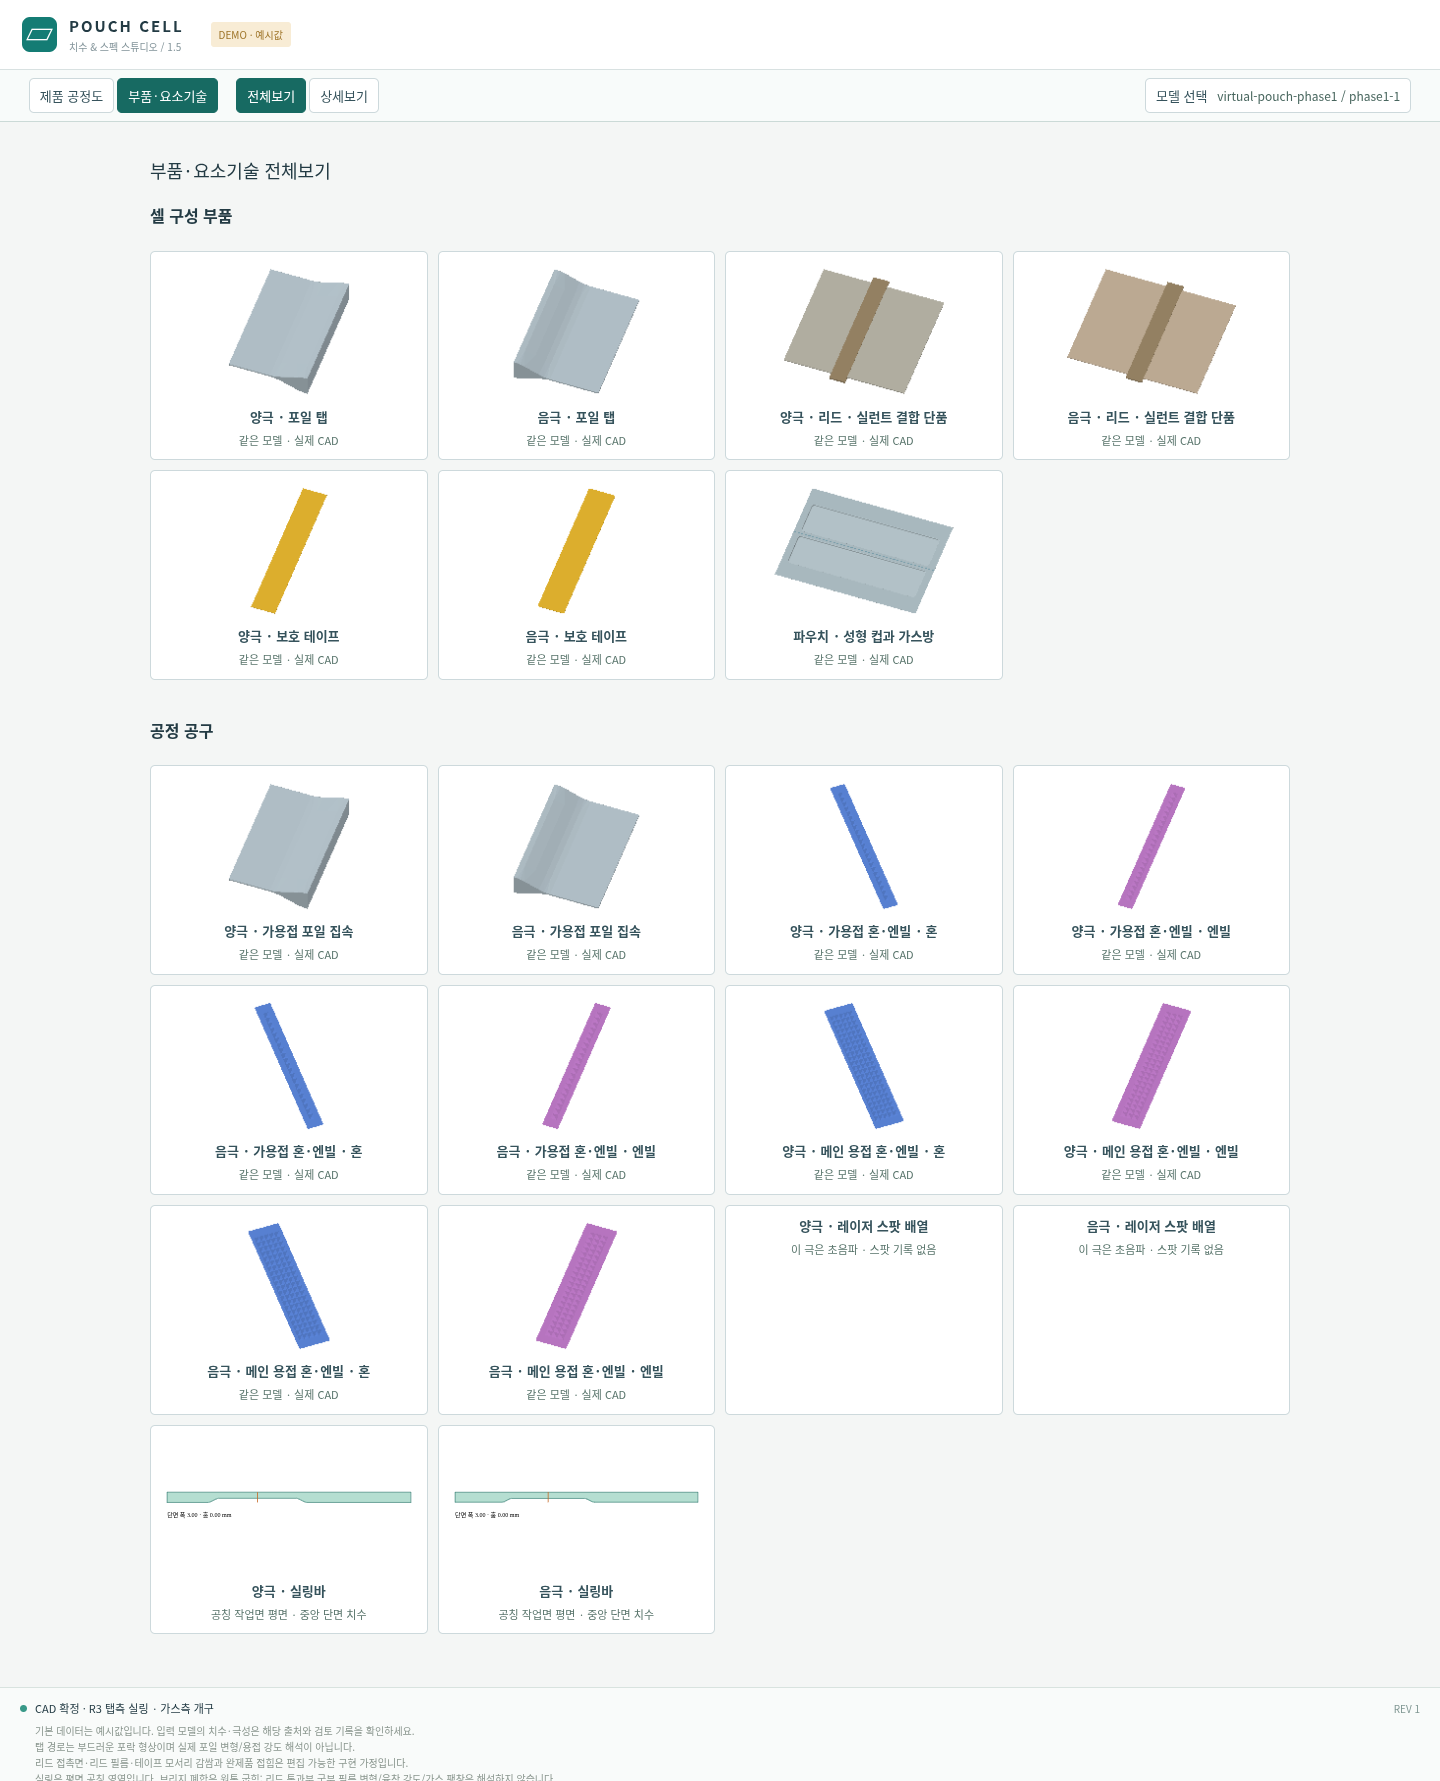 POUCH CELL
치수 & 스펙 스튜디오 / 1.5
DEMO · 예시값
제품 공정도
부품·요소기술
전체보기
상세보기
모델 선택 virtual-pouch-phase1 / phase1-1
부품·요소기술 전체보기
셀 구성 부품
양극 · 포일 탭
같은 모델 · 실제 CAD
음극 · 포일 탭
같은 모델 · 실제 CAD
양극 · 리드 · 실런트 결합 단품
같은 모델 · 실제 CAD
음극 · 리드 · 실런트 결합 단품
같은 모델 · 실제 CAD
양극 · 보호 테이프
같은 모델 · 실제 CAD
음극 · 보호 테이프
같은 모델 · 실제 CAD
파우치 · 성형 컵과 가스방
같은 모델 · 실제 CAD
공정 공구
양극 · 가용접 포일 집속
같은 모델 · 실제 CAD
음극 · 가용접 포일 집속
같은 모델 · 실제 CAD
양극 · 가용접 혼·엔빌 · 혼
같은 모델 · 실제 CAD
양극 · 가용접 혼·엔빌 · 엔빌
같은 모델 · 실제 CAD
음극 · 가용접 혼·엔빌 · 혼
같은 모델 · 실제 CAD
음극 · 가용접 혼·엔빌 · 엔빌
같은 모델 · 실제 CAD
양극 · 메인 용접 혼·엔빌 · 혼
같은 모델 · 실제 CAD
양극 · 메인 용접 혼·엔빌 · 엔빌
같은 모델 · 실제 CAD
음극 · 메인 용접 혼·엔빌 · 혼
같은 모델 · 실제 CAD
음극 · 메인 용접 혼·엔빌 · 엔빌
같은 모델 · 실제 CAD
양극 · 레이저 스팟 배열
이 극은 초음파 · 스팟 기록 없음
음극 · 레이저 스팟 배열
이 극은 초음파 · 스팟 기록 없음
단면 폭 3.00 · 홈 0.00 mm
양극 · 실링바
공칭 작업면 평면 · 중앙 단면 치수
단면 폭 3.00 · 홈 0.00 mm
음극 · 실링바
공칭 작업면 평면 · 중앙 단면 치수
CAD 확정 · R3 탭측 실링 · 가스측 개구
REV 1
기본 데이터는 예시값입니다. 입력 모델의 치수·극성은 해당 출처와 검토 기록을 확인하세요.
탭 경로는 부드러운 포락 형상이며 실제 포일 변형/용접 강도 해석이 아닙니다.
리드 접촉면·리드 필름·테이프 모서리 감쌈과 완제품 접힘은 편집 가능한 구현 가정입니다.